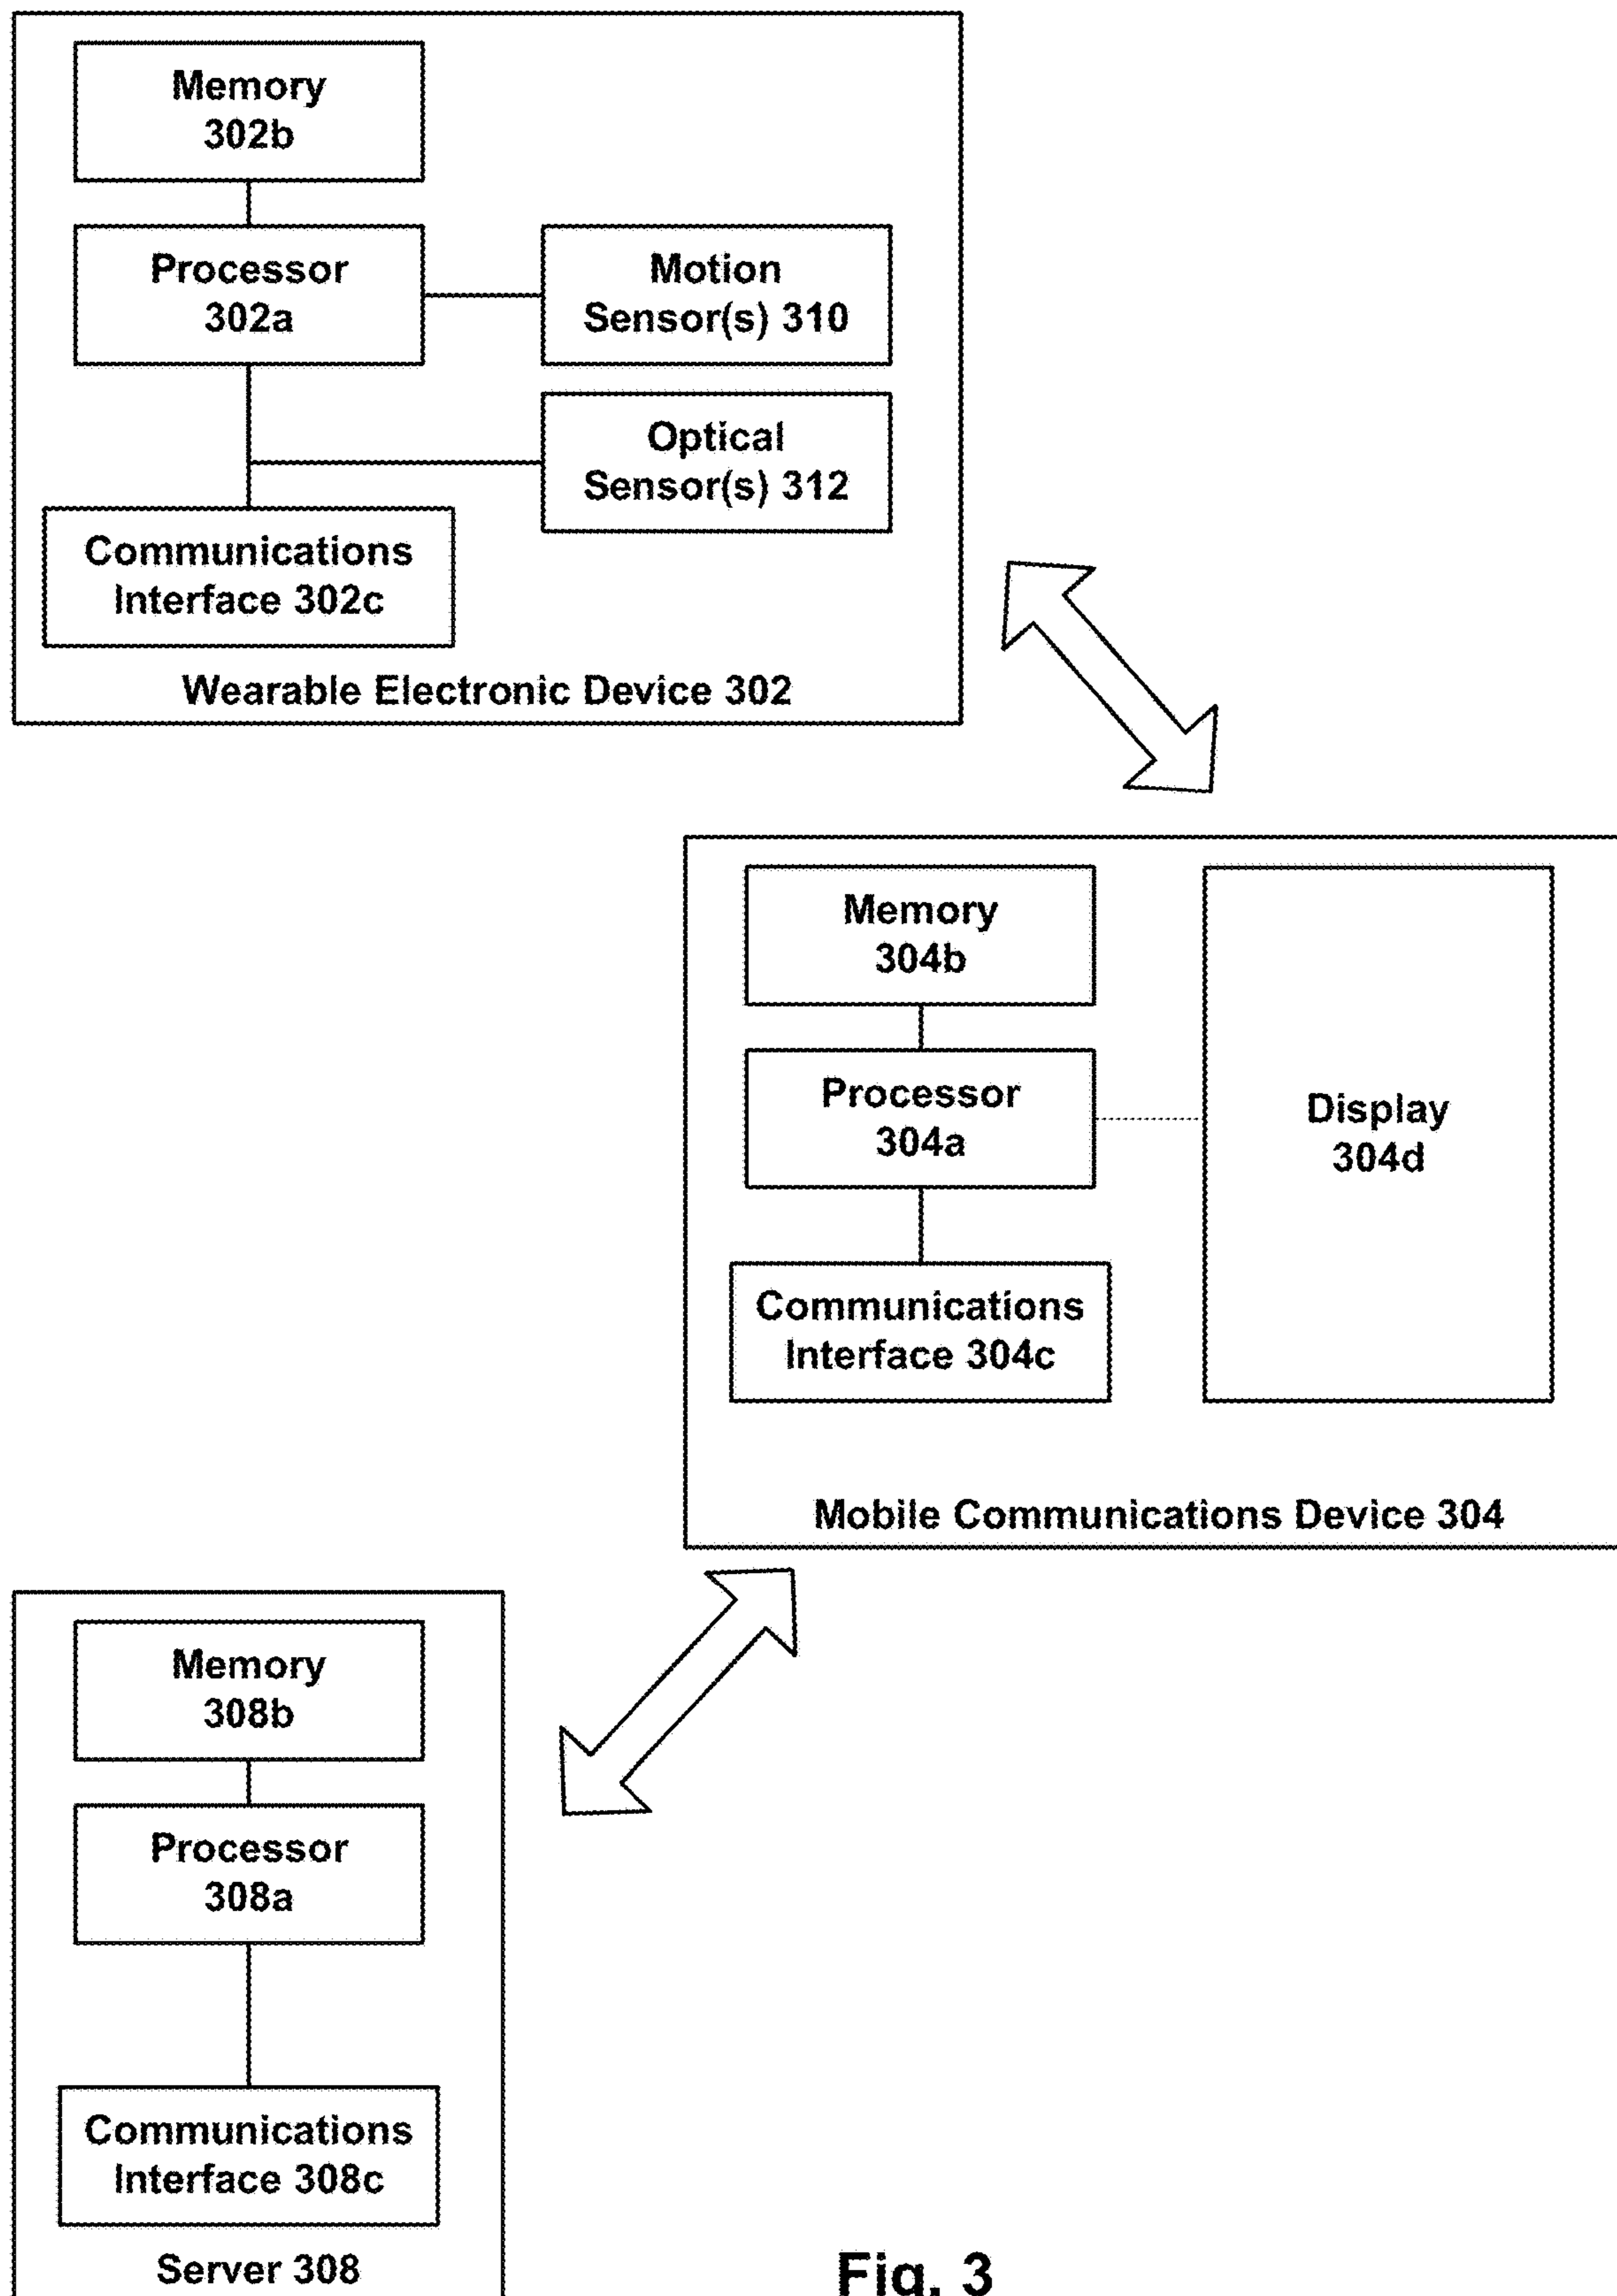 Memory
302b
Processor
302a
Motion
Sensor(s) 310
Optical
Sensor(s) 312
Communications
Interface 302c
Wearable Electronic Device 302
Memory
304b
Processor
304a
Display
304d
Communications
Interface 304c
Mobile Communications Device 304
Memory
308b
Processor
308a
Communications
Interface 308c
Server 308
Fig. 3